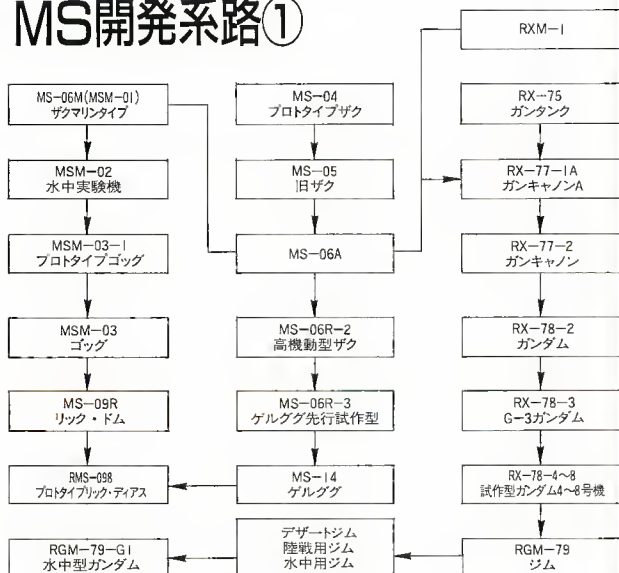 MS開発系路①
MS-06M(MSM-01)
ザクマリンタイプ
MSM-02
水中実験機
MSM-03-1
プロトタイプゴッグ
MSM-03
ゴッグ
MS-09R
リック・ドム
RMS-098
プロトタイプリック・ディアス
RGM-79-G1
水中型ガンダム
MS-04
プロトタイプザク
MS-05
旧ザク
MS-06A
MS-06R-2
高機動型ザク
MS-06R-3
ゲルググ先行試作型
MS-14
ゲルググ
デザートジム
陸戦用ジム
水中用ジム
RXM-1
RX-75
ガンタンク
RX-77-1A
ガンキャノンA
RX-77-2
ガンキャノン
RX-78-2
ガンダム
RX-78-3
G-3ガンダム
RX-78-4～8
試作型ガンダム4～8号機
RGM-79
ジム